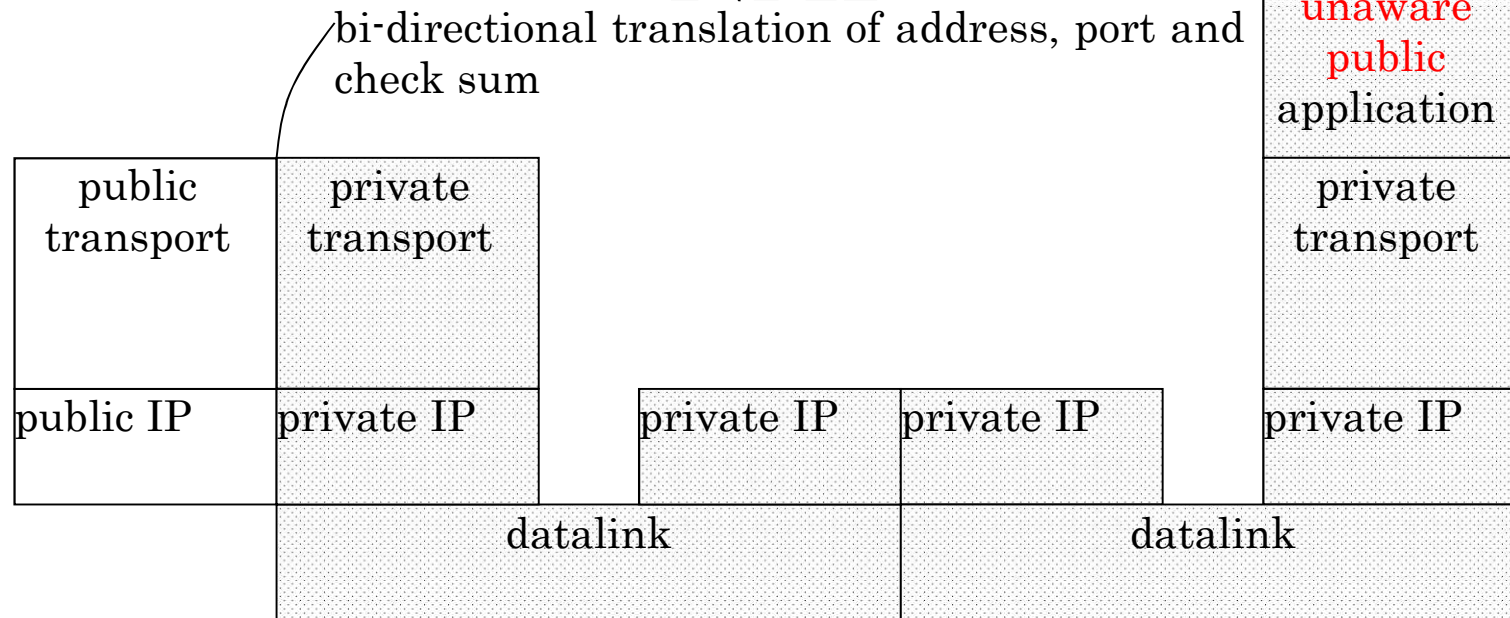 bi-directional translation of address, port and
check sum
unaware
public
application
public
transport
private
transport
private
transport
public IP
private IP
private IP
private IP
private IP
datalink
datalink